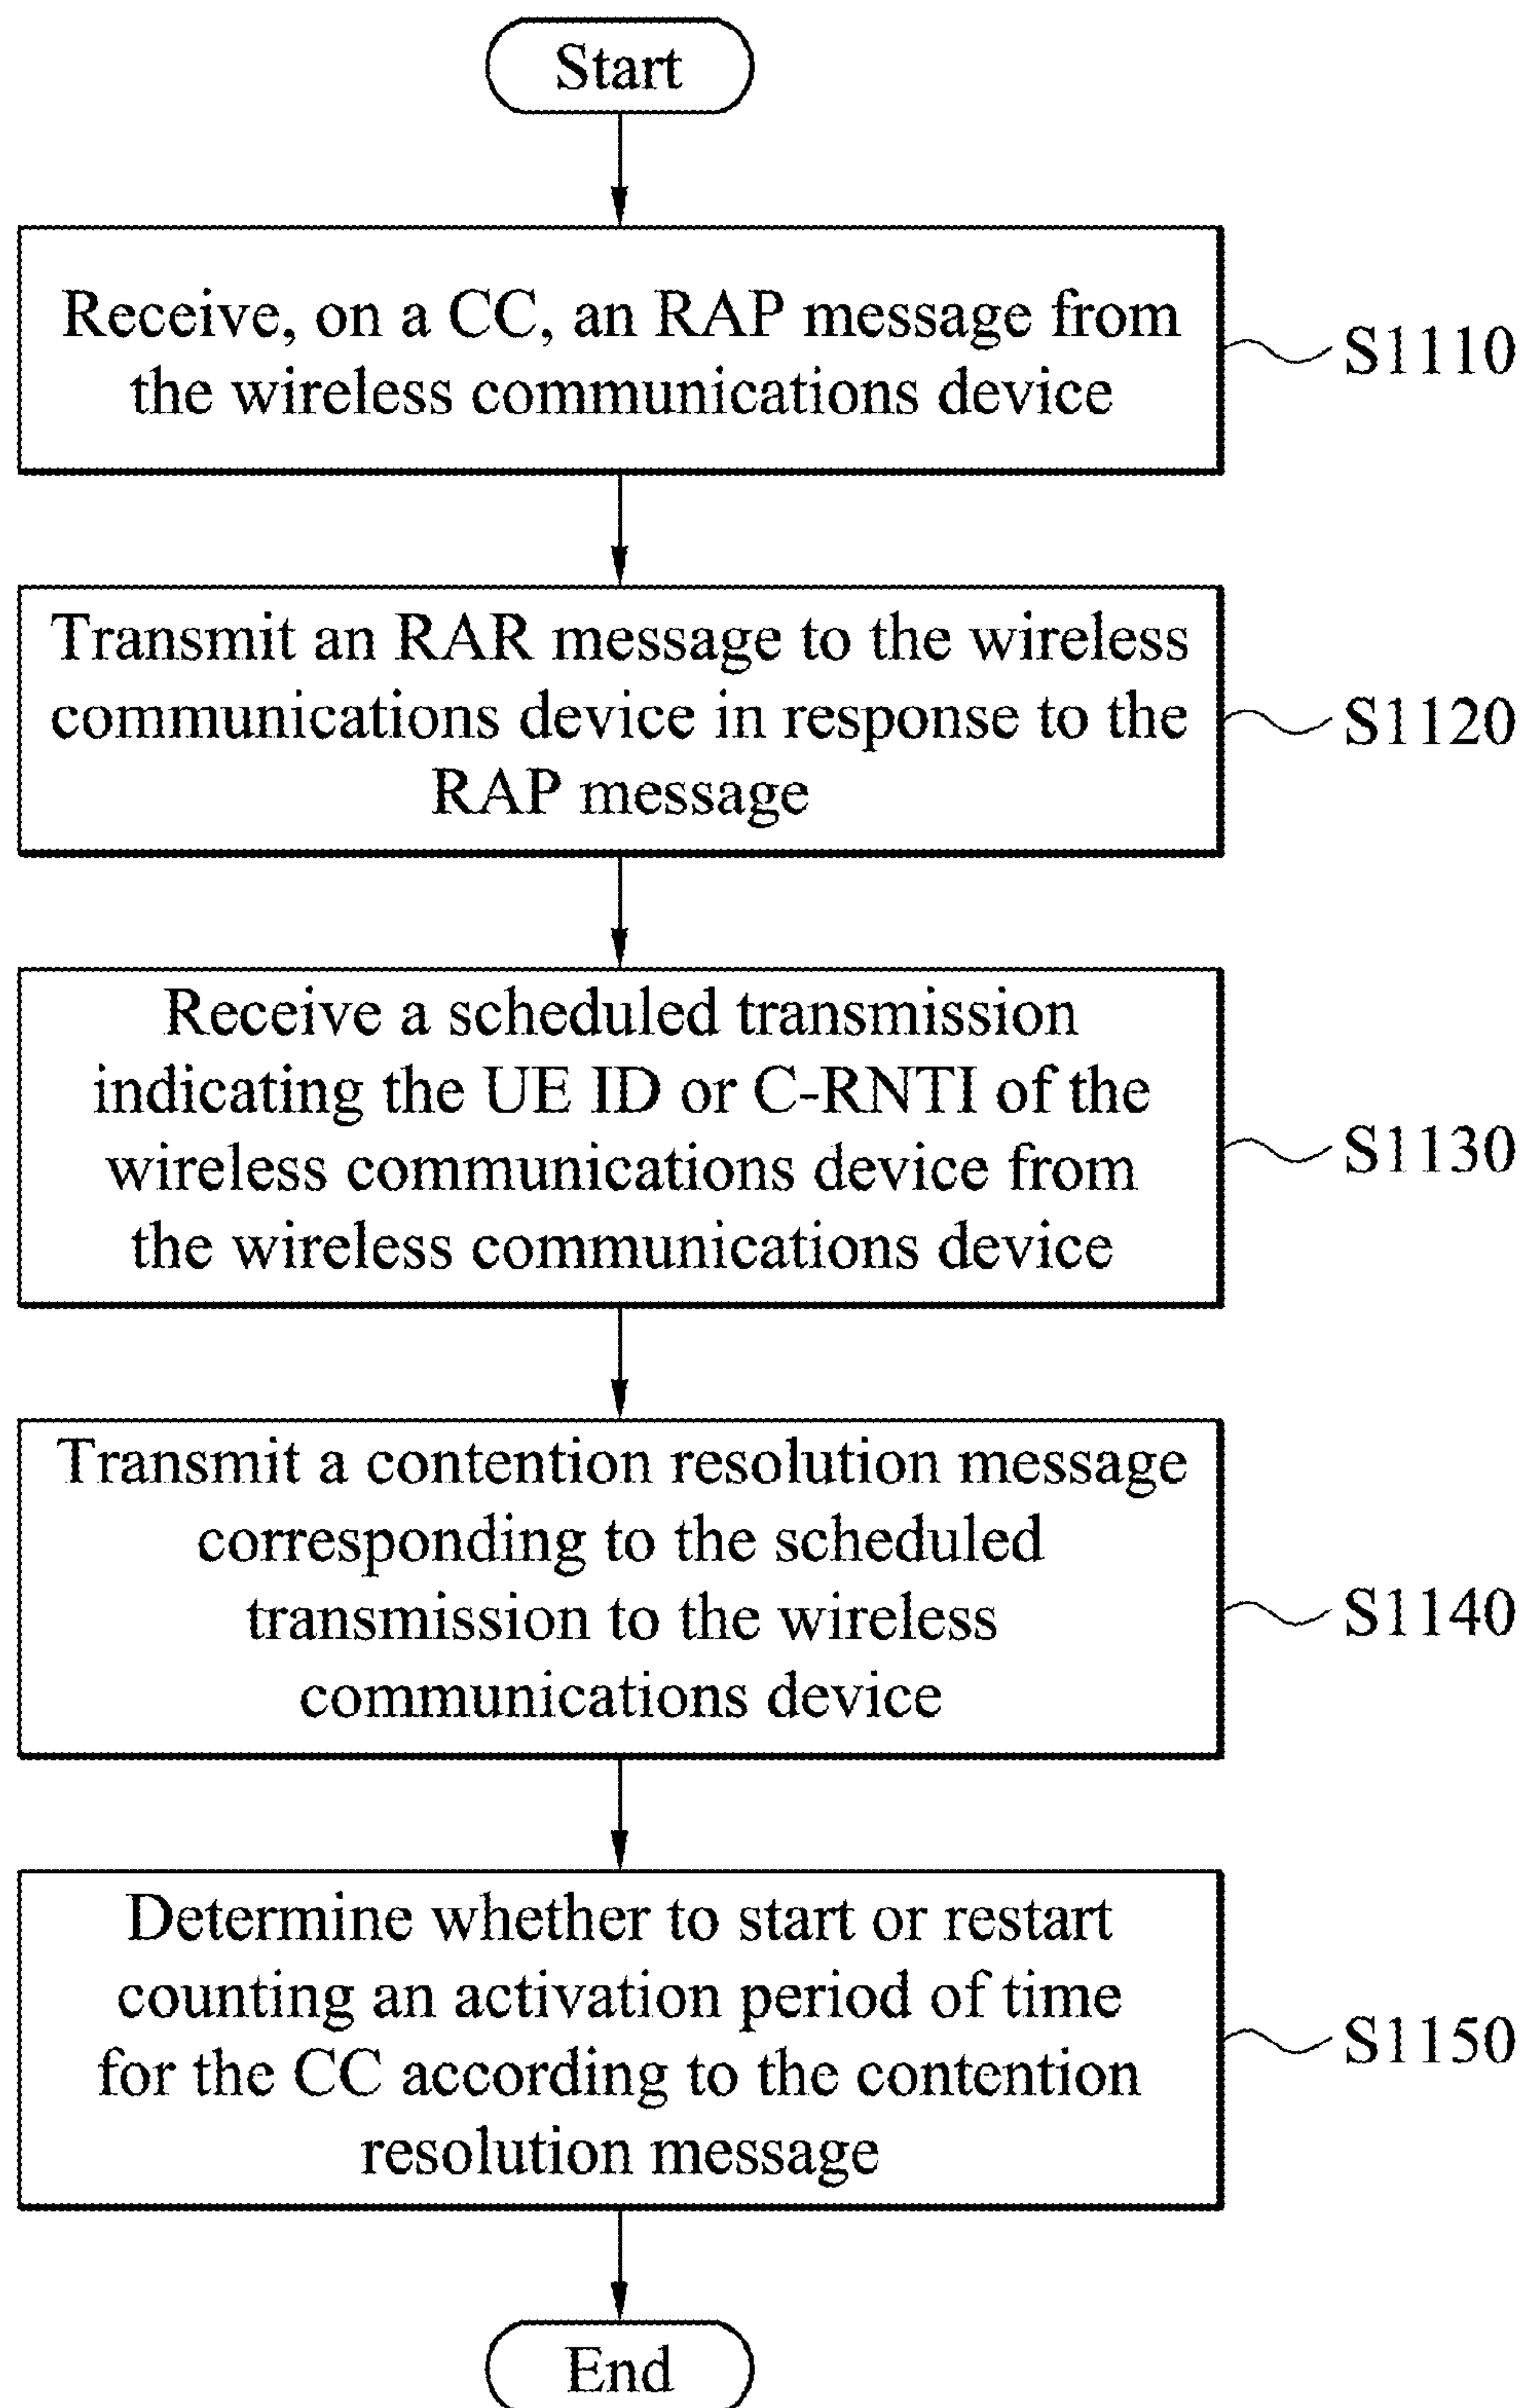 Start
Receive, on a CC, an RAP message from
the wireless communications device
S1110
Transmit an RAR message to the wireless
communications device in response to the
RAP message
S1120
Receive a scheduled transmission
indicating the UE ID or C-RNTI of the
wireless communications device from
the wireless communications device
S1130
Transmit a contention resolution message
corresponding to the scheduled
transmission to the wireless
communications device
S1140
Determine whether to start or restart
counting an activation period of time
for the CC according to the contention
resolution message
S1150
End